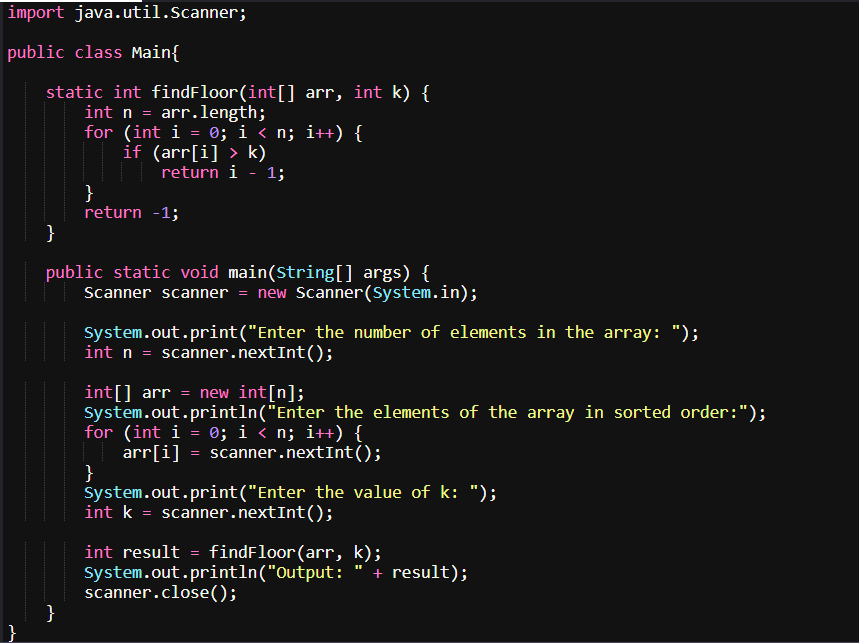 import java.util.Scanner;
public class Main{
static int findFloor(int[] arr, int k) {
int n = arr.length;
for (int i = 0; i < n; i++) {
if (arr[i] > k)
return i - 1;
}
return -1;
}
public static void main(String[] args) {
Scanner scanner = new Scanner(System.in);
System.out.print("Enter the number of elements in the array: ");
int n = scanner.nextInt();
int[] arr = new int[n];
System.out.println("Enter the elements of the array in sorted order:");
for (int i = 0; i < n; i++) {
arr[i] = scanner.nextInt();
}
System.out.print("Enter the value of k: ");
int k = scanner.nextInt();
int result = findFloor(arr, k);
System.out.println("Output: " + result);
scanner.close();
}
}